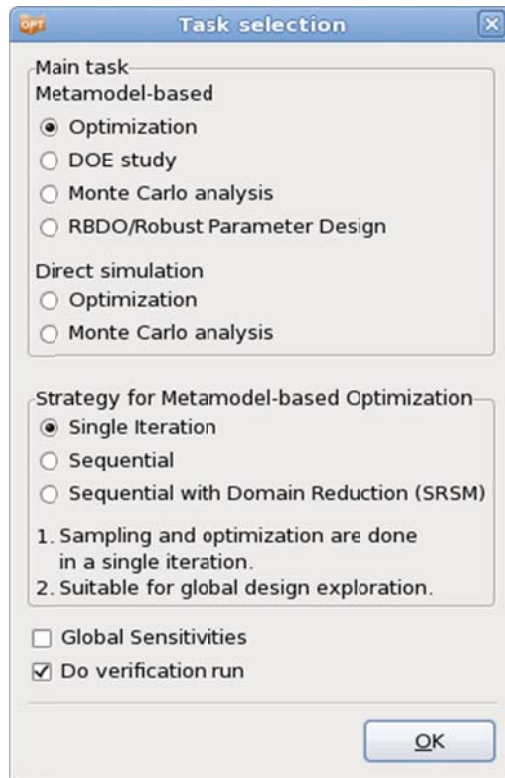 OPT
Task selection
Main task
Metamodel-based
Optimization
DOE study
Monte Carlo analysis
RBDO/Robust Parameter Design
Direct simulation
Optimization
Monte Carlo analysis
Strategy for Metamodel-based Optimization
Single Iteration
Sequential
Sequential with Domain Reduction (SRSM)
1. Sampling and optimization are done
in a single iteration.
2. Suitable for global design exploration.
Global Sensitivities
Do verification run
OK